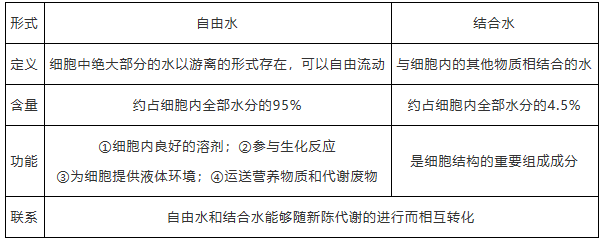 形式 自由水 结合水
定义 细胞中绝大部分的水以游离的形式存在，可以自由流动 与细胞内的其他物质相结合的水
含量 约占细胞内全部水分的95% 约占细胞内全部水分的4.5%
功能 ①细胞内良好的溶剂；②参与生化反应
③为细胞提供液体环境；④运送营养物质和代谢废物 是细胞结构的重要组成成分
联系 自由水和结合水能够随新陈代谢的进行而相互转化